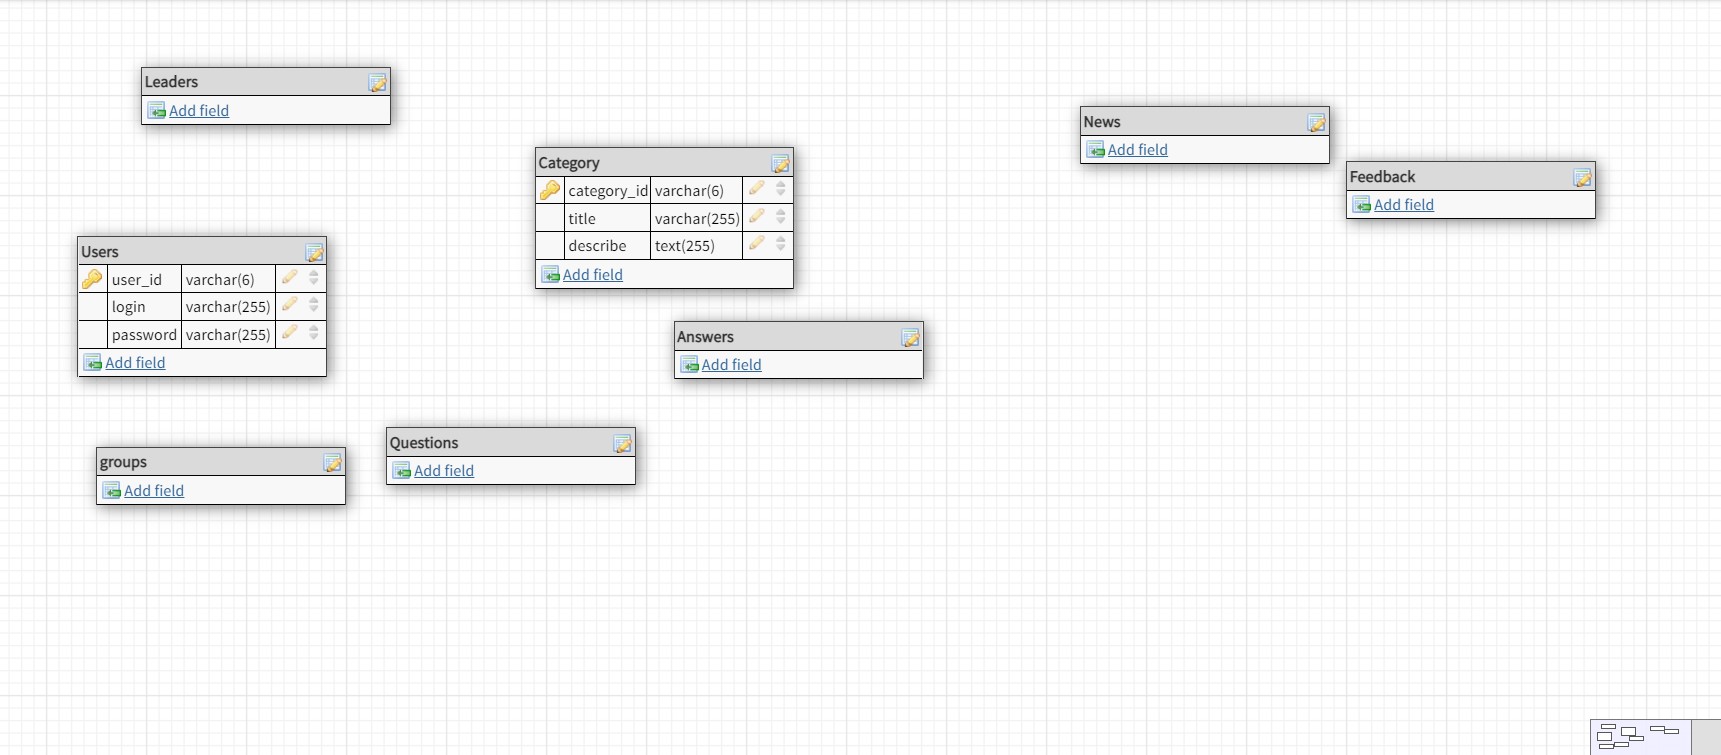 Leaders
Add field
News
Add field
Category
category_id varchar(6)
title varchar(255)
describe text(255)
Add field
Feedback
Add field
Users
user_id varchar(6)
login varchar(255)
password varchar(255)
Add field
Answers
Add field
Questions
Add field
groups
Add field